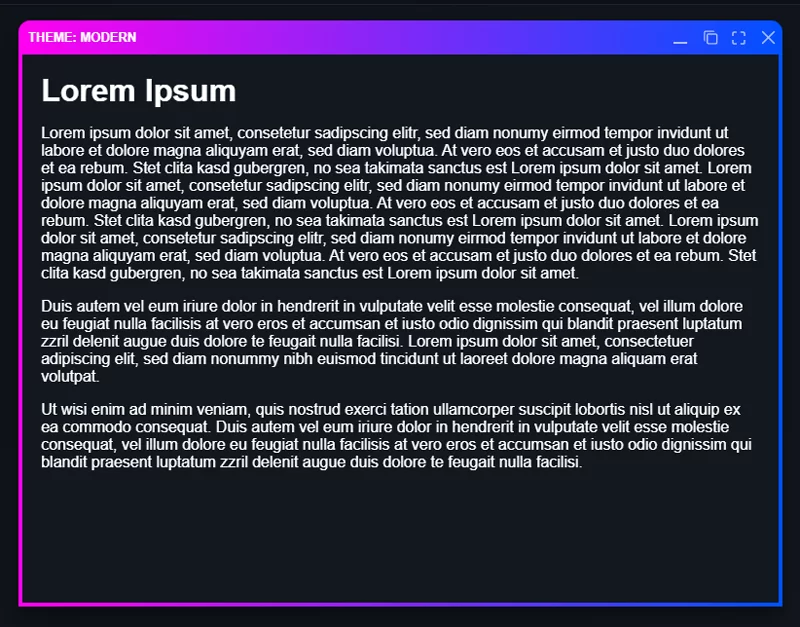 THEME: MODERN
Lorem Ipsum
Lorem ipsum dolor sit amet, consetetur sadipscing elitr, sed diam nonumy eirmod tempor invidunt ut
labore et dolore magna aliquyam erat, sed diam voluptua. At vero eos et accusam et justo duo dolores
et ea rebum. Stet clita kasd gubergren, no sea takimata sanctus est Lorem ipsum dolor sit amet. Lorem
ipsum dolor sit amet, consetetur sadipscing elitr, sed diam nonumy eirmod tempor invidunt ut labore et
dolore magna aliquyam erat, sed diam voluptua. At vero eos et accusam et justo duo dolores et ea
rebum. Stet clita kasd gubergren, no sea takimata sanctus est Lorem ipsum dolor sit amet. Lorem ipsum
dolor sit amet, consetetur sadipscing elitr, sed diam nonumy eirmod tempor invidunt ut labore et dolore
magna aliquyam erat, sed diam voluptua. At vero eos et accusam et justo duo dolores et ea rebum. Stet
clita kasd gubergren, no sea takimata sanctus est Lorem ipsum dolor sit amet.
Duis autem vel eum iriure dolor in hendrerit in vulputate velit esse molestie consequat, vel illum dolore
eu feugiat nulla facilisis at vero eros et accumsan et iusto odio dignissim qui blandit praesent luptatum
zzril delenit augue duis dolore te feugait nulla facilisi. Lorem ipsum dolor sit amet, consectetuer
adipiscing elit, sed diam nonummy nibh euismod tincidunt ut laoreet dolore magna aliquam erat
volutpat.
Ut wisi enim ad minim veniam, quis nostrud exerci tation ullamcorper suscipit lobortis nisl ut aliquip ex
ea commodo consequat. Duis autem vel eum iriure dolor in hendrerit in vulputate velit esse molestie
consequat, vel illum dolore eu feugiat nulla facilisis at vero eros et accumsan et iusto odio dignissim qui
blandit praesent luptatum zzril delenit augue duis dolore te feugait nulla facilisi.